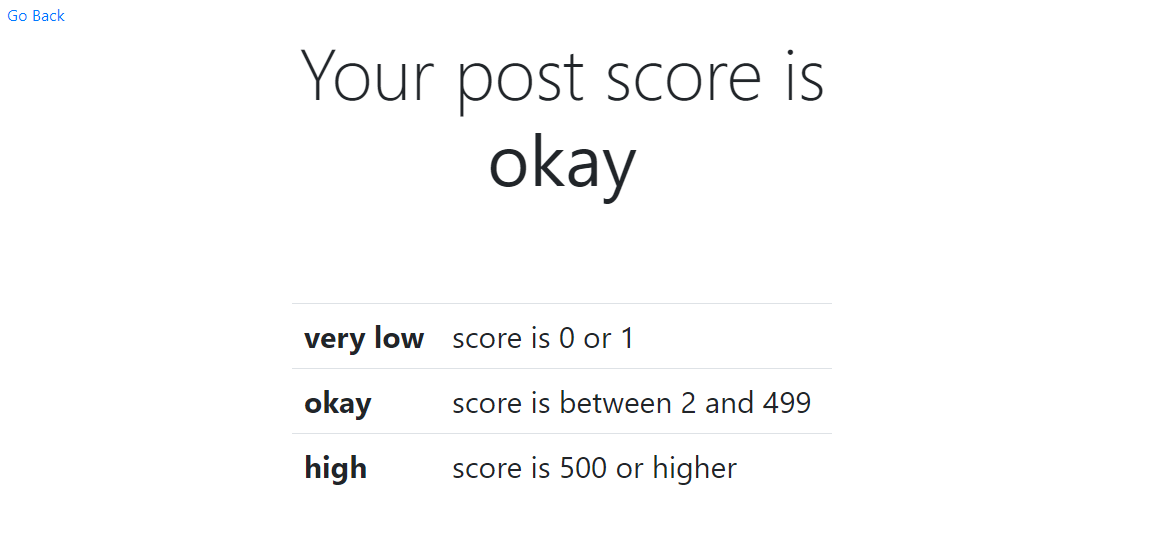 Go Back
Your post score is
okay
very low score is 0 or 1
okay score is between 2 and 499
high score is 500 or higher